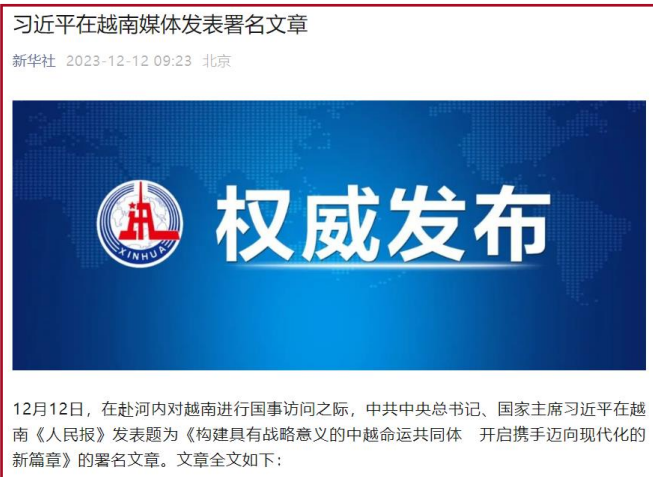 习近平在越南媒体发表署名文章
新华社 2023-12-12 09:23 北京
XINHUA
权威发布
12月12日，在赴河内对越南进行国事访问之际，中共中央总书记、国家主席习近平在越
南《人民报》发表题为《构建具有战略意义的中越命运共同体　开启携手迈向现代化的
新篇章》的署名文章。文章全文如下：